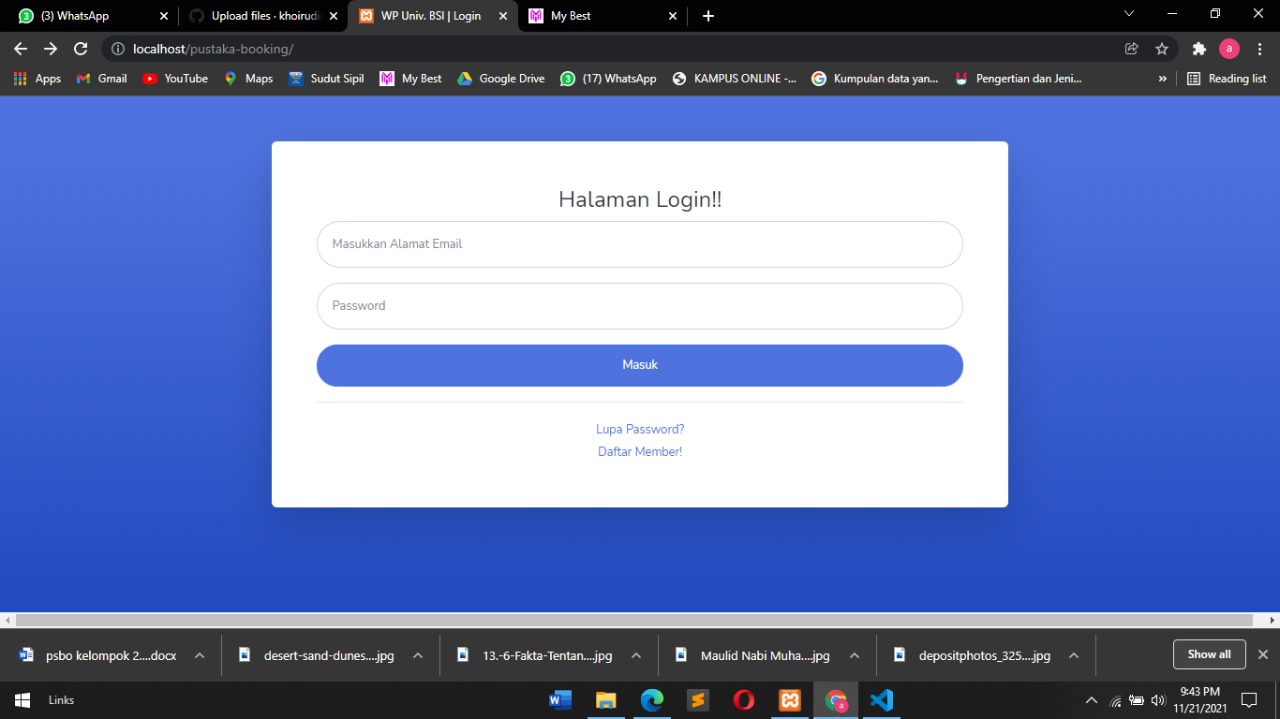 (3) WhatsApp
Upload files · khoirudi
WP Univ. BSI | Login
My Best
localhost/pustaka-booking/
a
Apps
Gmail
YouTube
Maps
Sudut Sipil
My Best
Google Drive
(17) WhatsApp
KAMPUS ONLINE -...
Kumpulan data yan...
Pengertian dan Jeni...
»
Reading list
Halaman Login!!
Masukkan Alamat Email
Password
Masuk
Lupa Password?
Daftar Member!
psbo kelompok 2....docx
desert-sand-dunes....jpg
13.-6-Fakta-Tentan....jpg
Maulid Nabi Muha....jpg
depositphotos_325....jpg
Show all
Links
9:43 PM
11/21/2021